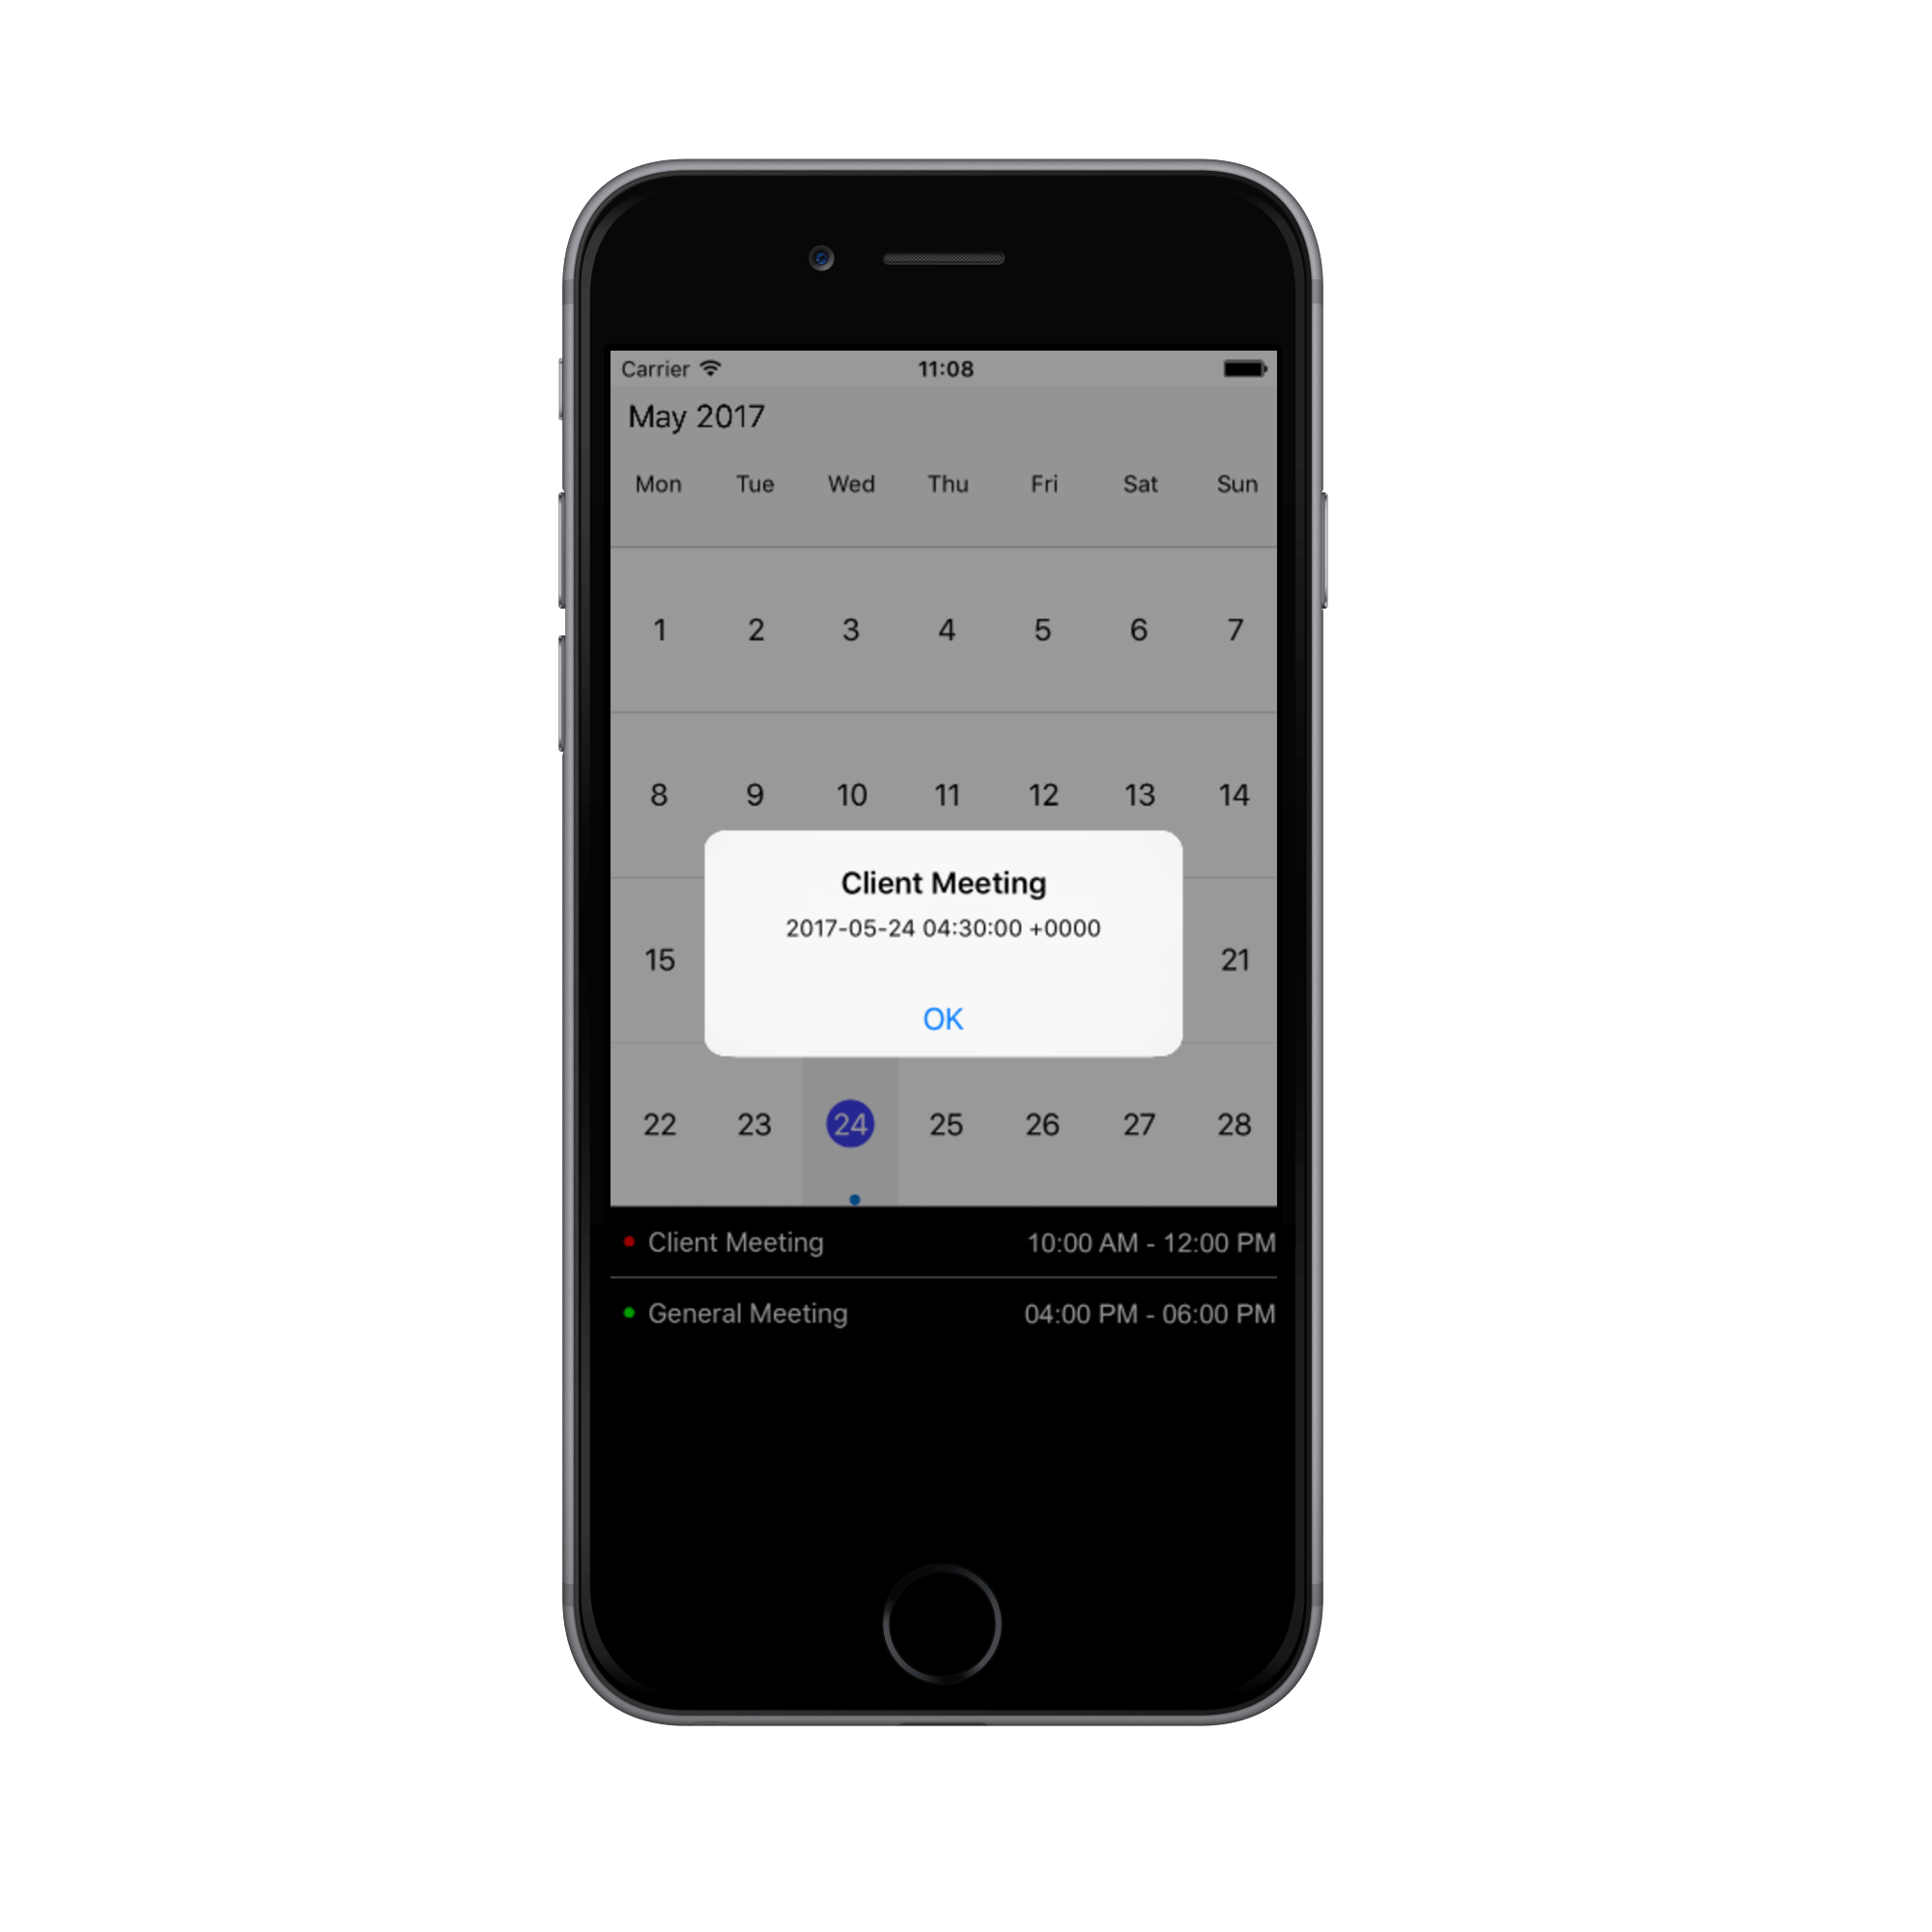 Carrier 11:08
May 2017
Mon Tue Wed Thu Fri Sat Sun
1 2 3 4 5 6 7
8 9 10 11 12 13 14
Client Meeting
2017-05-24 04:30:00 +0000
15 21
OK
22 23 24 25 26 27 28
Client Meeting 10:00 AM - 12:00 PM
General Meeting 04:00 PM - 06:00 PM